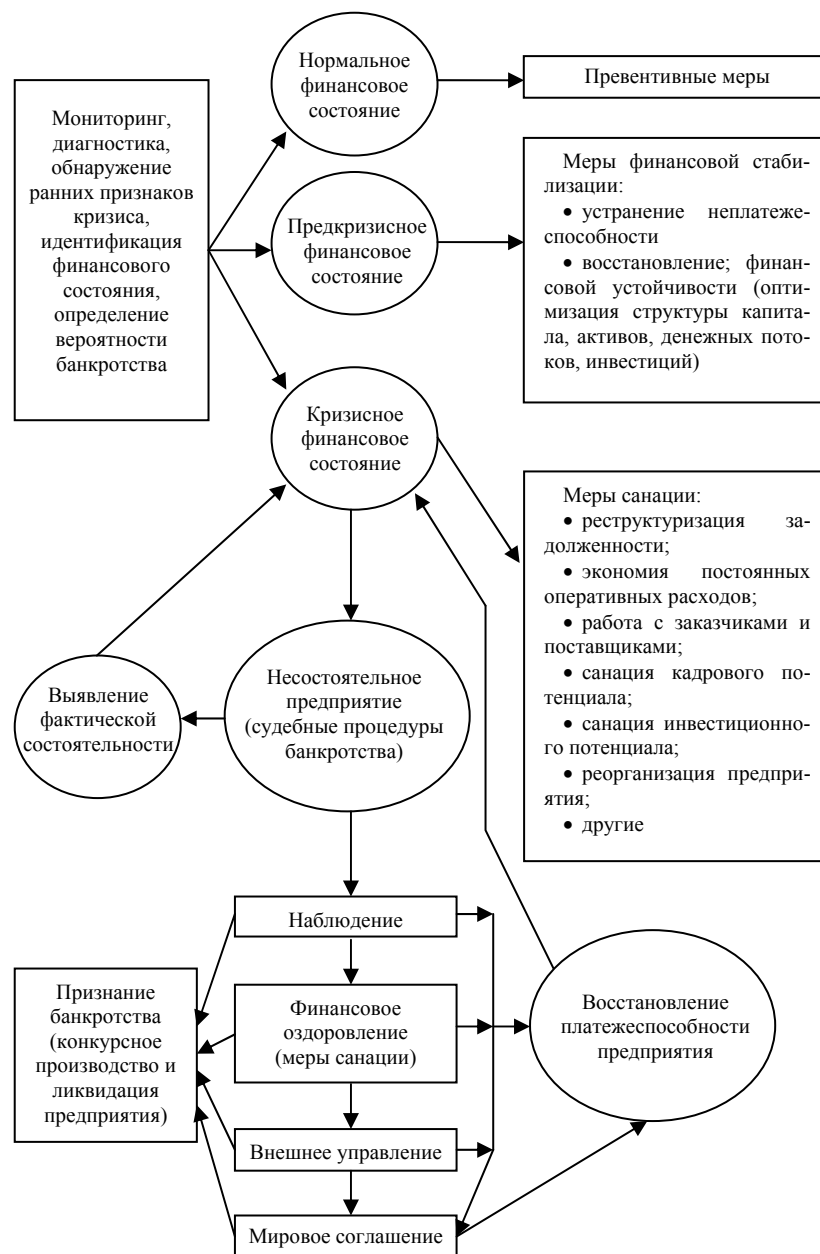 Нормальное
финансовое
состояние
Превентивные меры
Мониторинг,
диагностика,
обнаружение
ранних признаков
кризиса,
идентификация
финансового
состояния,
определение
вероятности
банкротства
Предкризисное
финансовое
состояние
Меры финансовой стаби-
лизации:
• устранение неплатеже-
способности
• восстановление; финан-
совой устойчивости (опти-
мизация структуры капита-
ла, активов, денежных пото-
ков, инвестиций)
Кризисное
финансовое
состояние
Меры санации:
• реструктуризация за-
долженности;
• экономия постоянных
оперативных расходов;
• работа с заказчиками и
поставщиками;
• санация кадрового по-
тенциала;
• санация инвестиционно-
го потенциала;
• реорганизация предпри-
ятия;
• другие
Выявление
фактической
состоятельности
Несостоятельное
предприятие
(судебные процедуры
банкротства)
Наблюдение
Признание
банкротства
(конкурсное
производство и
ликвидация
предприятия)
Финансовое
оздоровление
(меры санации)
Восстановление
платежеспособности
предприятия
Внешнее управление
Мировое соглашение